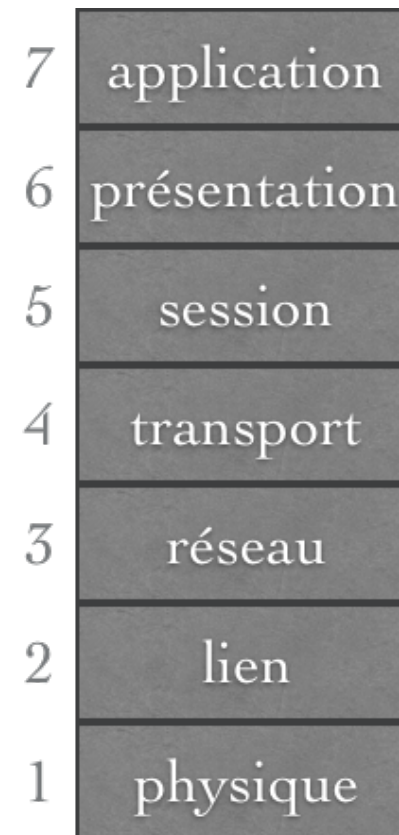 7 application
6 présentation
5 session
4 transport
3 réseau
2 lien
1 physique